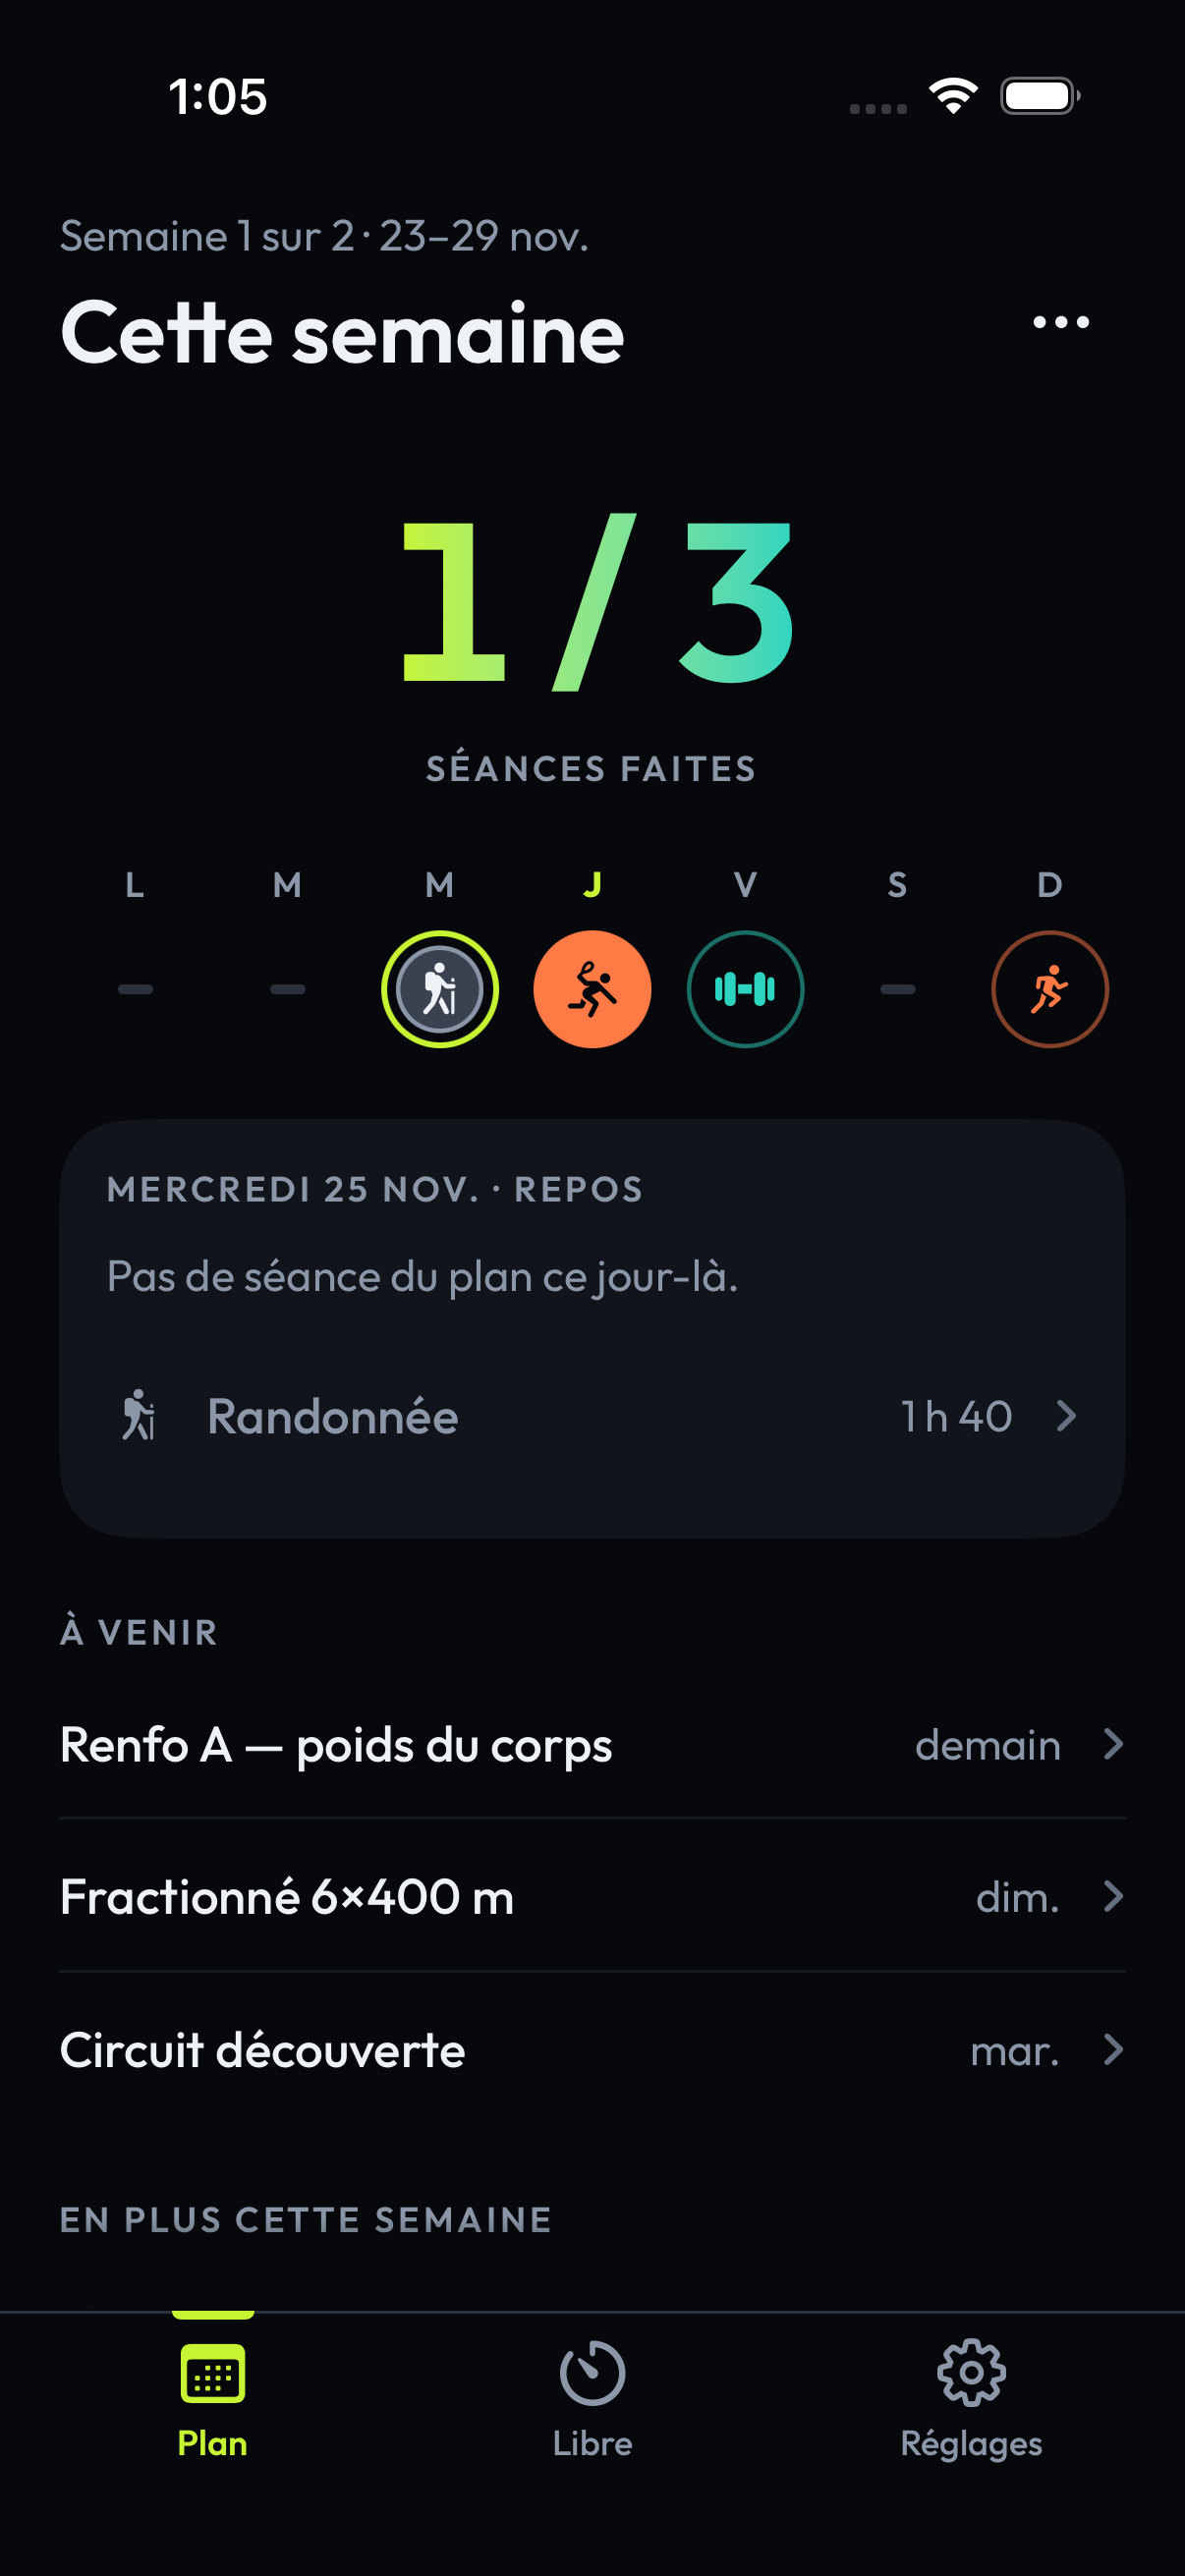 1:05
Semaine 1 sur 2 · 23–29 nov.
Cette semaine
1/3
SÉANCES FAITES
L M M J V S D
MERCREDI 25 NOV. · REPOS
Pas de séance du plan ce jour-là.
Randonnée 1 h 40
À VENIR
Renfo A — poids du corps demain
Fractionné 6×400 m dim.
Circuit découverte mar.
EN PLUS CETTE SEMAINE
Plan Libre Réglages